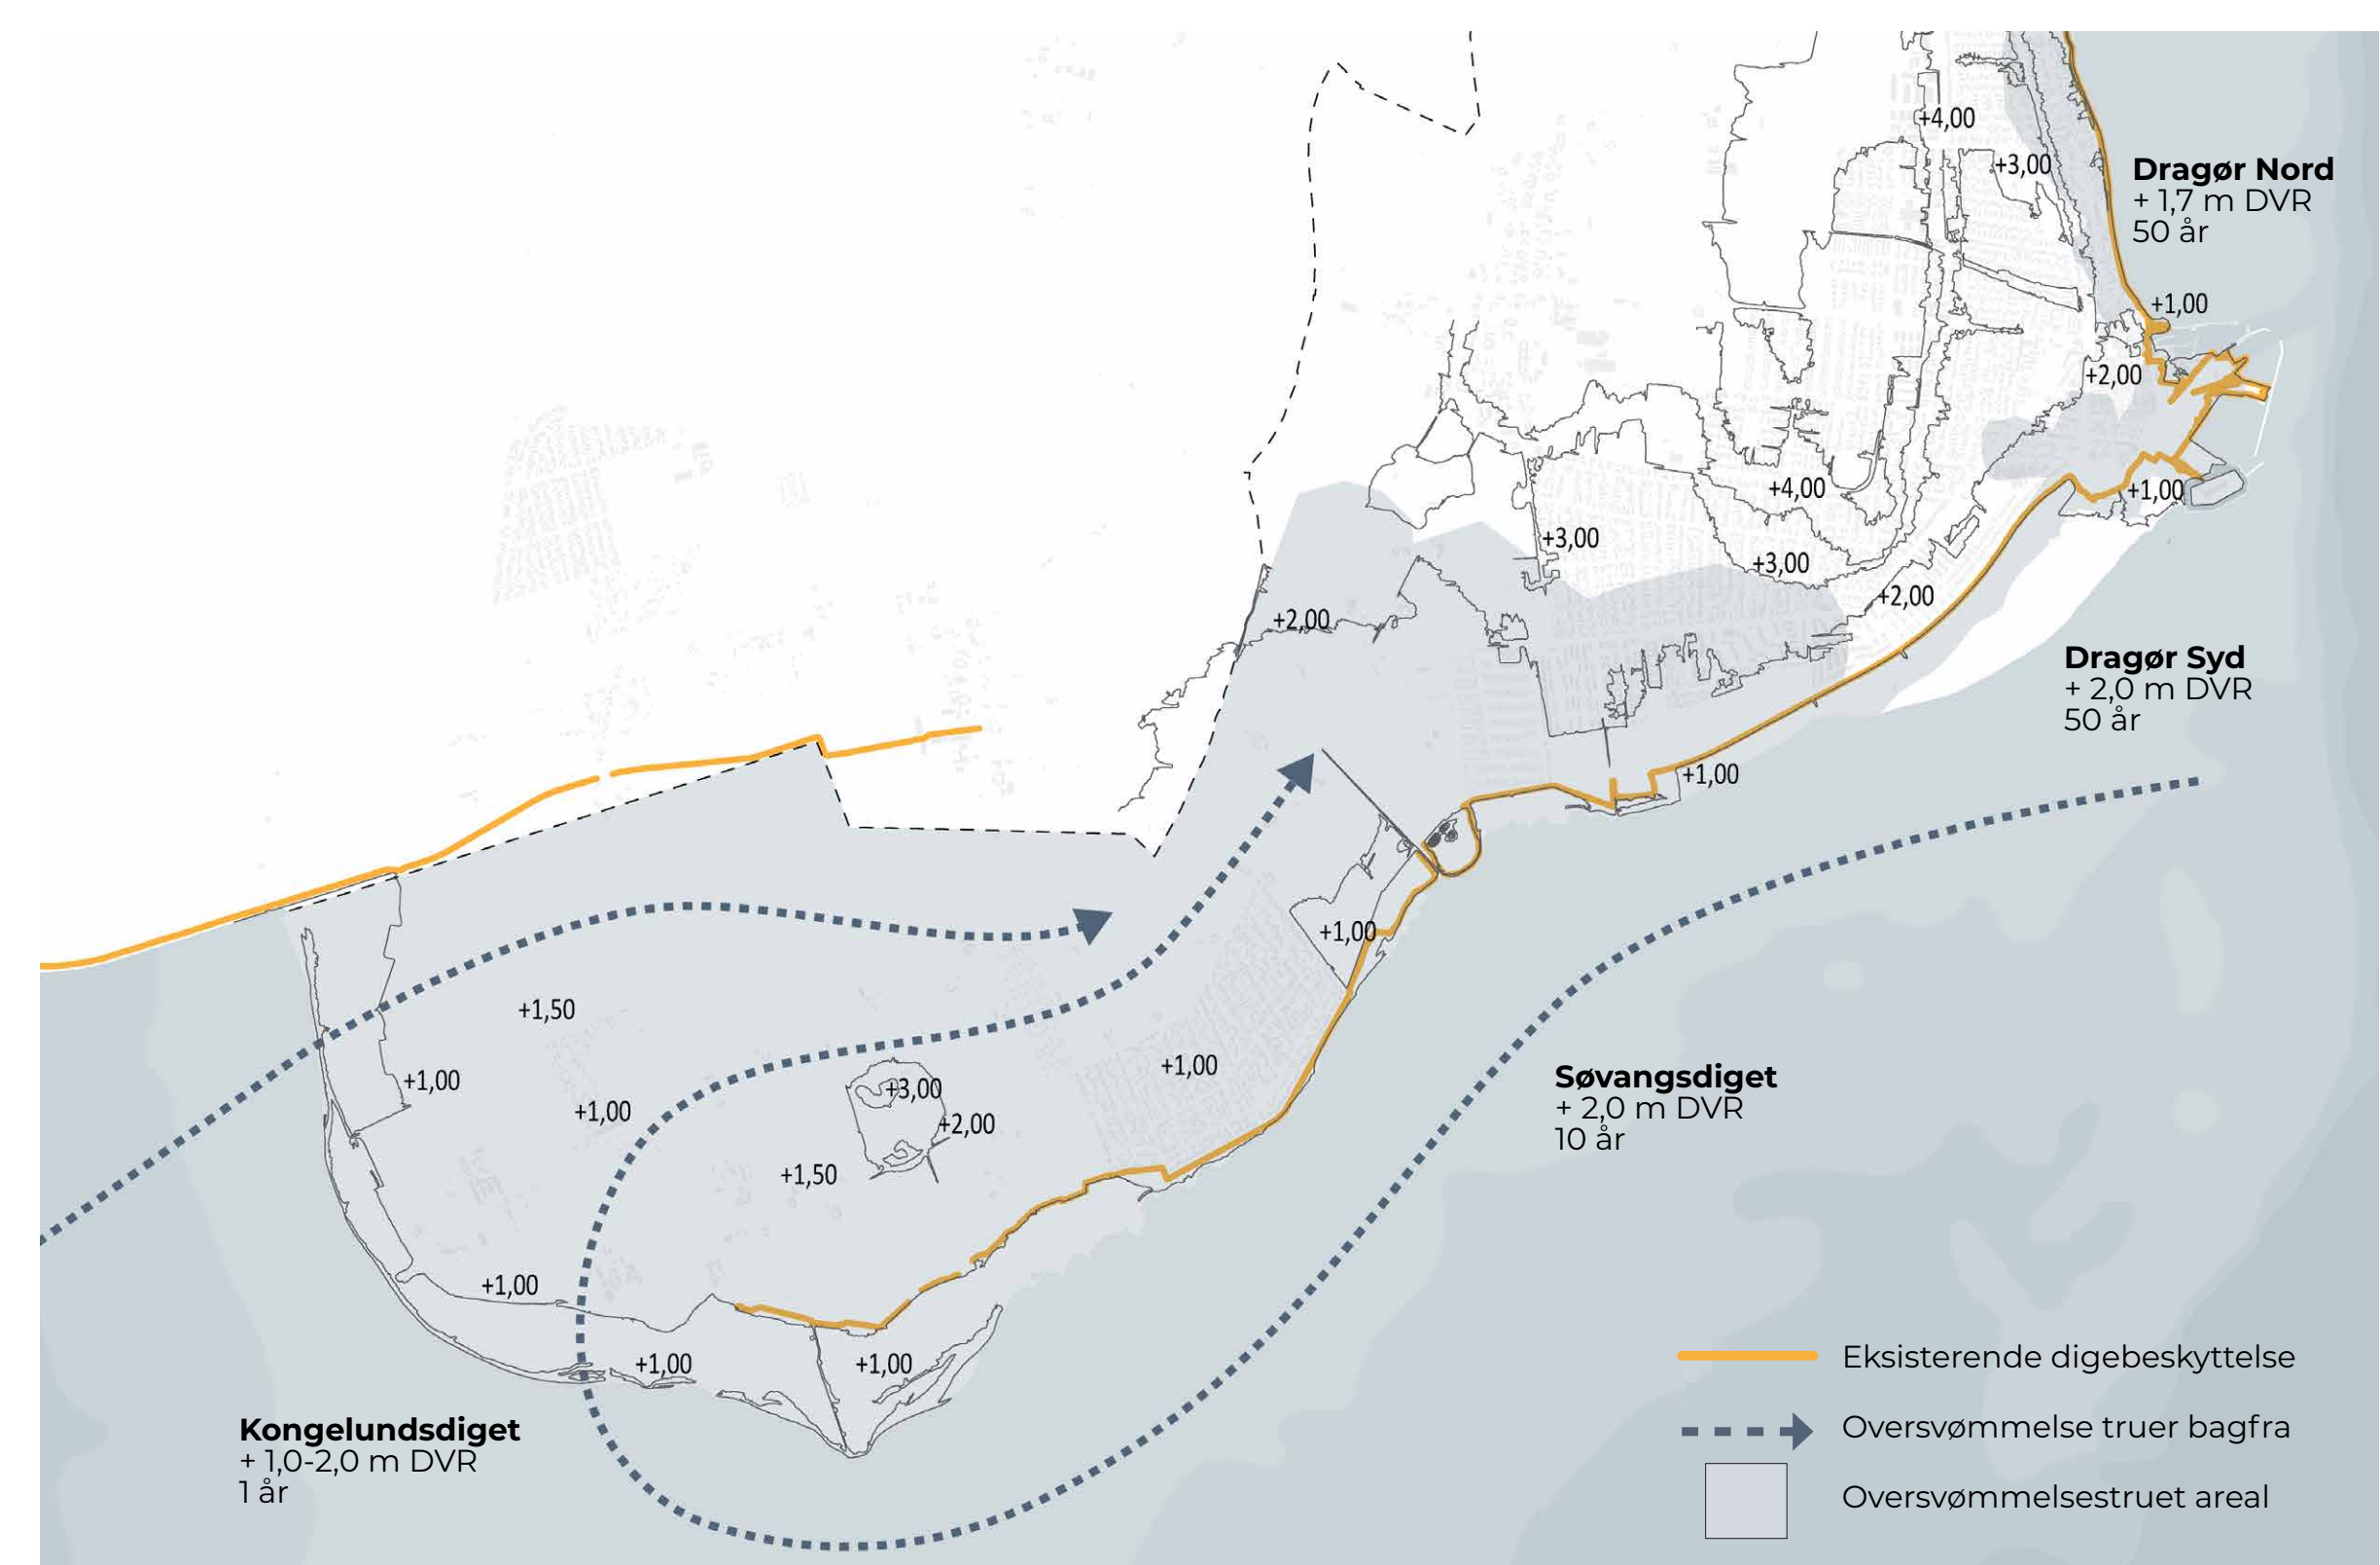 +4,00
+3,00
Dragør Nord
+ 1,7 m DVR
50 år
+1,00
+2,00
+4,00
+1,00
+3,00
+3,00
+2,00
+2,00
Dragør Syd
+ 2,0 m DVR
50 år
+1,00
+1,00
+1,50
+1,00
+1,00
+1,00
+3,00
+2,00
+1,50
Søvangsdiget
+ 2,0 m DVR
10 år
+1,00
+1,00
+1,00
Kongelundsdiget
+ 1,0-2,0 m DVR
1 år
Eksisterende digebeskyttelse
Oversvømmelse truer bagfra
Oversvømmelsestruet areal